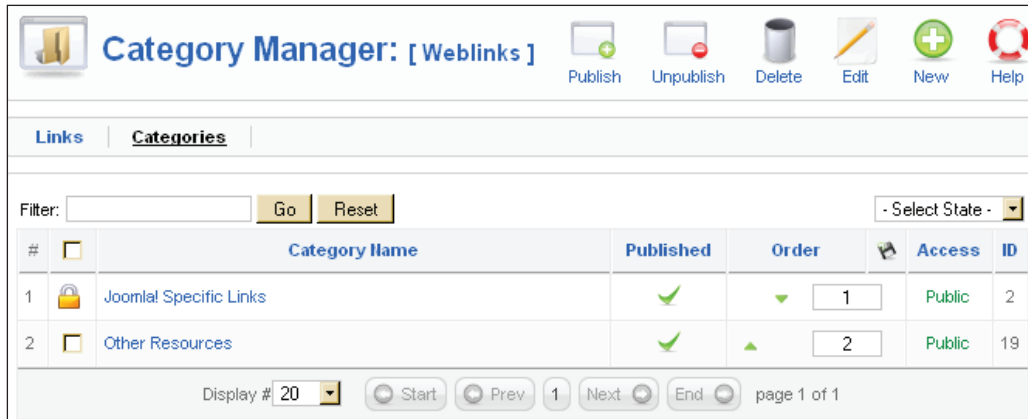 Category Manager: [ Weblinks ]
Publish Unpublish Delete Edit New Help
Links Categories
Filter: Go Reset - Select State -
# Category Name Published Order Access ID
1 Joomla! Specific Links 1 Public 2
2 Other Resources 2 Public 19
Display # 20 Start Prev 1 Next End page 1 of 1